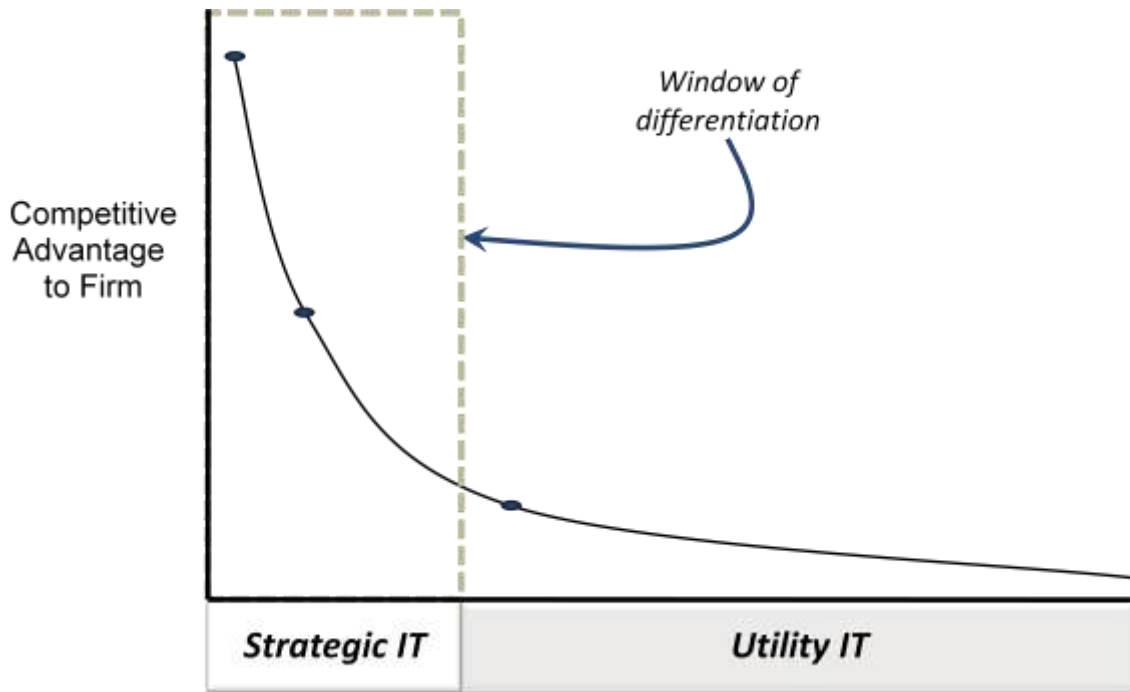 Window of
differentiation
Competitive
Advantage
to Firm
Strategic IT
Utility IT